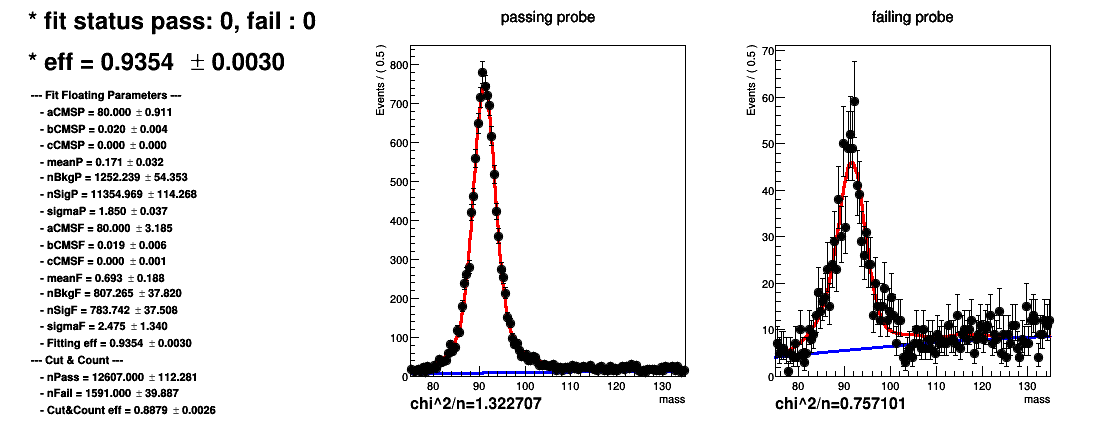 * fit status pass: 0, fail : 0
* eff = 0.9354 ± 0.0030
--- Fit Floating Parameters ---
- aCMSP = 80.000 ± 0.911
- bCMSP = 0.020 ± 0.004
- cCMSP = 0.000 ± 0.000
- meanP = 0.171 ± 0.032
- nBkgP = 1252.239 ± 54.353
- nSigP = 11354.969 ± 114.268
- sigmaP = 1.850 ± 0.037
- aCMSF = 80.000 ± 3.185
- bCMSF = 0.019 ± 0.006
- cCMSF = 0.000 ± 0.001
- meanF = 0.693 ± 0.188
- nBkgF = 807.265 ± 37.820
- nSigF = 783.742 ± 37.508
- sigmaF = 2.475 ± 1.340
- Fitting eff = 0.9354 ± 0.0030
--- Cut & Count ---
- nPass = 12607.000 ± 112.281
- nFail = 1591.000 ± 39.887
- Cut&Count eff = 0.8879 ± 0.0026
passing probe
Events / ( 0.5 )
800
700
600
500
400
300
200
100
0
80 90 100 110 120 130
mass
chi^2/n=1.322707
failing probe
Events / ( 0.5 )
70
60
50
40
30
20
10
0
80 90 100 110 120 130
mass
chi^2/n=0.757101